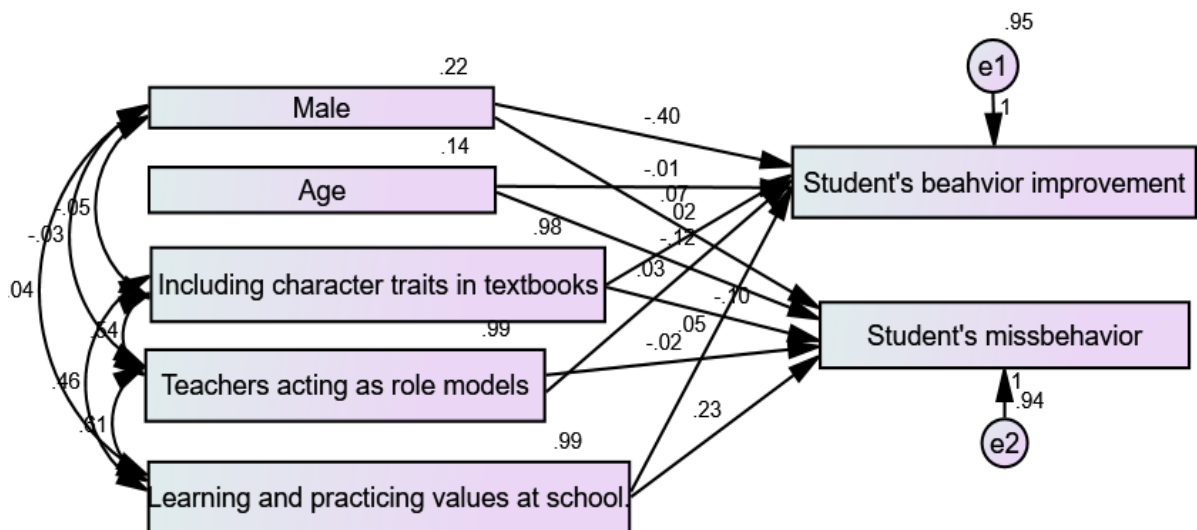 .95
e1
.22
1
Male
-.40
.14
-.01
Student's beahvior improvement
Age
.07
-.05
.02
.98
-.03
-.12
.03
Including character traits in textbooks
.04
-.10
.99
.05
.64
-.02
Student's missbehavior
Teachers acting as role models
.46
1
.94
.23
.61
.99
e2
Learning and practicing values at school.